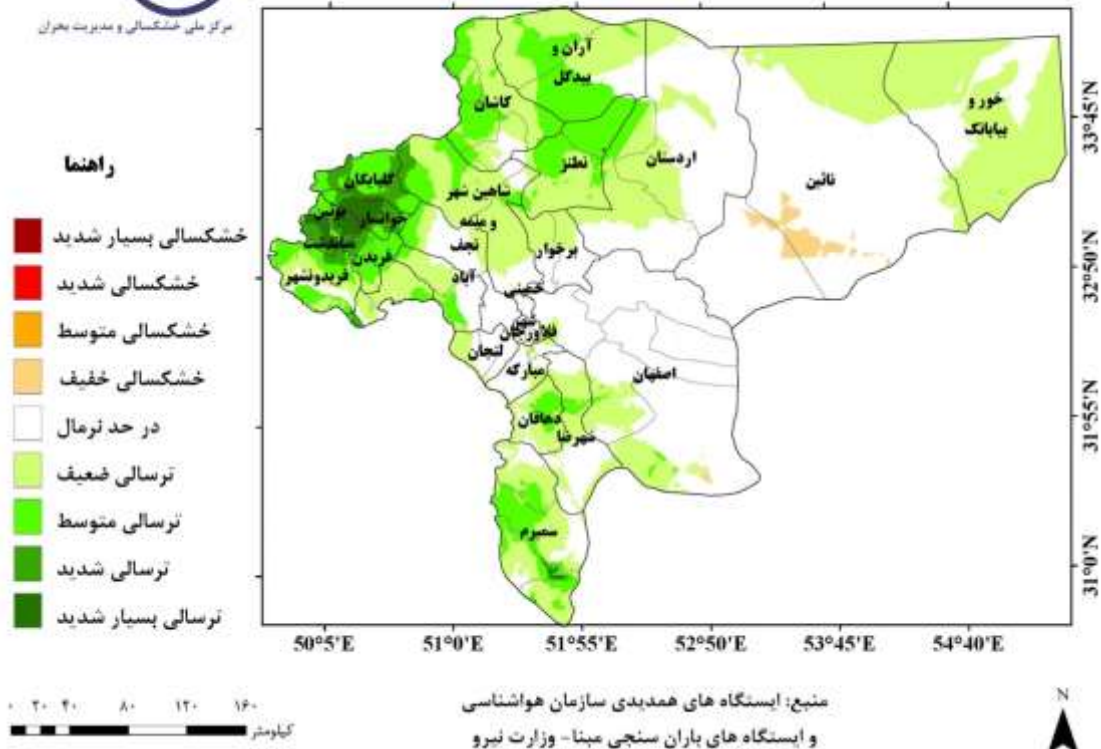 مرکز ملی خشکسالی و مدیریت بحران
راهنما
خشکسالی بسیار شدید
خشکسالی شدید
خشکسالی متوسط
خشکسالی خفیف
در حد نرمال
ترسالی ضعیف
ترسالی متوسط
ترسالی شدید
ترسالی بسیار شدید
آران و
بیدگل
کاشان
خور و
بیابانک
نطنز
اردستان
نائین
گلپایگان
شاهین شهر
و میمه
خوانسار
برخوار
نجف
آباد
فریدن
فریدونشهر
خمینی
شهر
فلاورجان
لنجان
مبارکه
اصفهان
دهاقان
شهرضا
سمیرم
33°45'N
32°50'N
31°55'N
31°0'N
50°5'E
51°0'E
51°55'E
52°50'E
53°45'E
54°40'E
۰ ۲۰ ۴۰ ۸۰ ۱۲۰ ۱۶۰
کیلومتر
منبع: ایستگاه های همدیدی سازمان هواشناسی
و ایستگاه های باران سنجی مبنا- وزارت نیرو
N